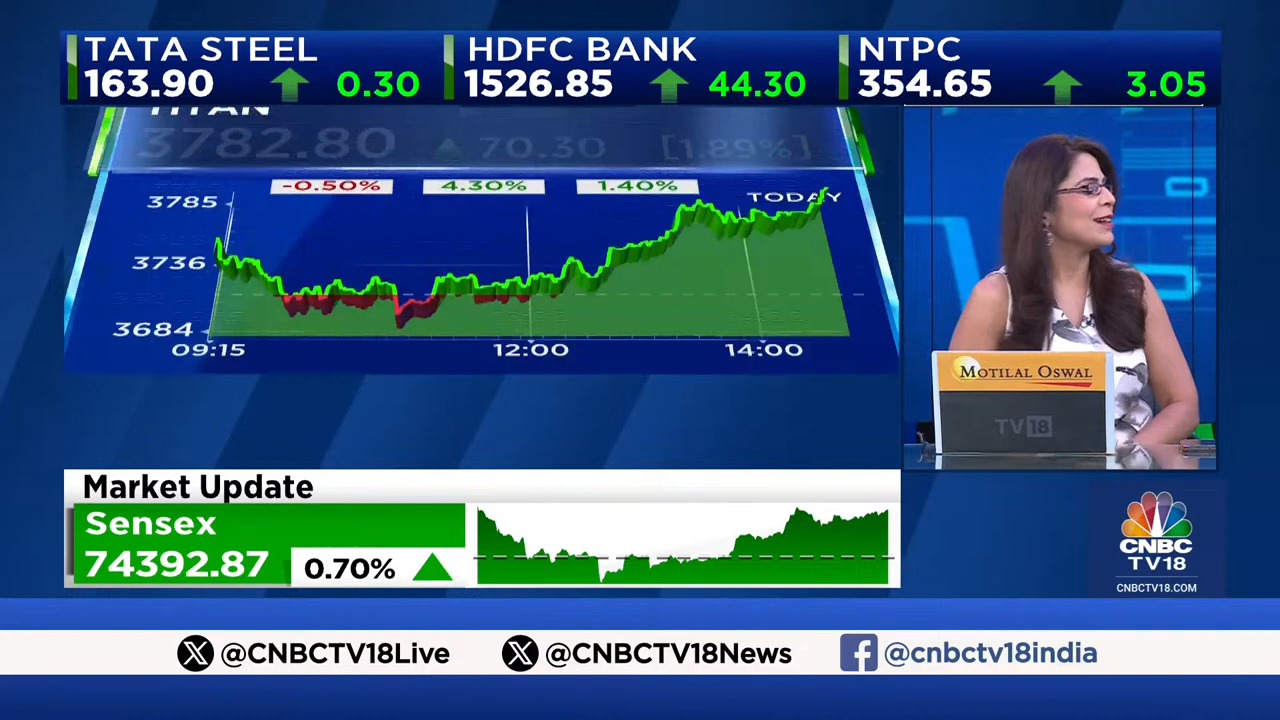 TATA STEEL
163.90 0.30
HDFC BANK
1526.85 44.30
NTPC
354.65 3.05
TITAN
3782.80 70.30 [1.89%]
-0.50% 4.30% 1.40%
TODAY
3785
3736
3684
09:15 12:00 14:00
MOTILAL OSWAL
TV18
Market Update
Sensex
74392.87 0.70%
CNBC
TV18
CNBCTV18.COM
@CNBCTV18Live @CNBCTV18News @cnbctv18india